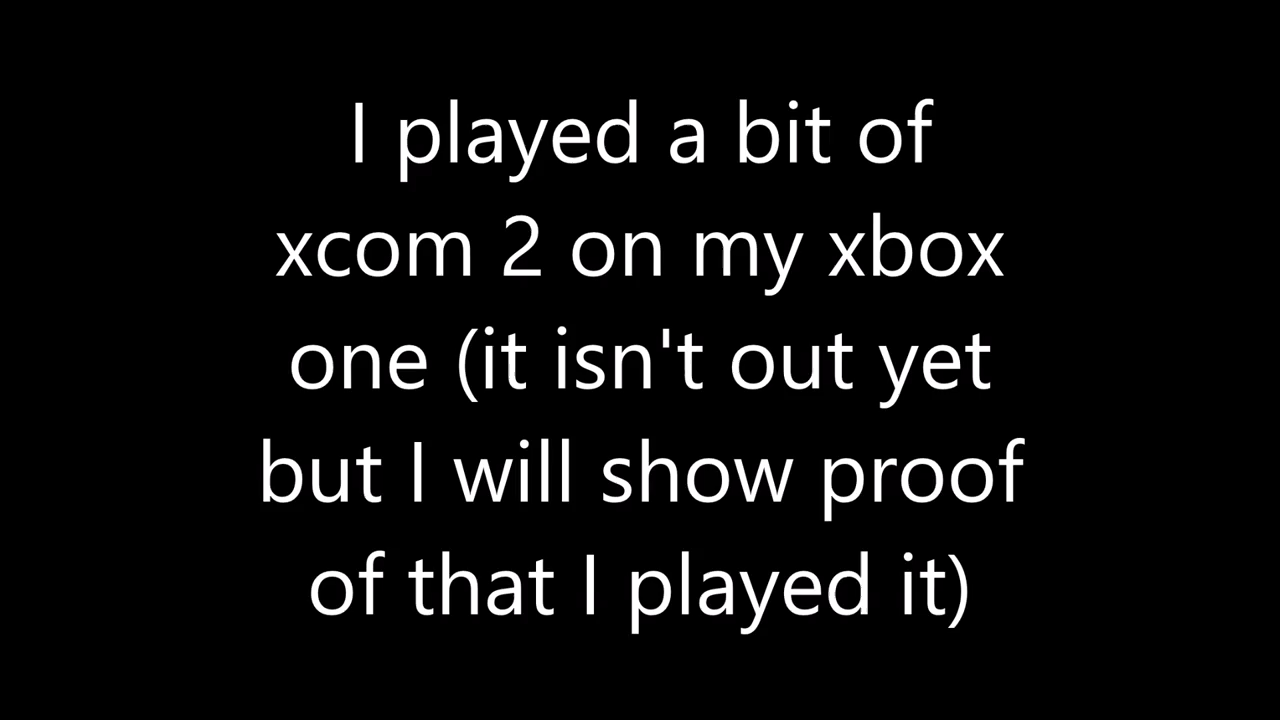 I played a bit of
xcom 2 on my xbox
one (it isn't out yet
but I will show proof
of that I played it)